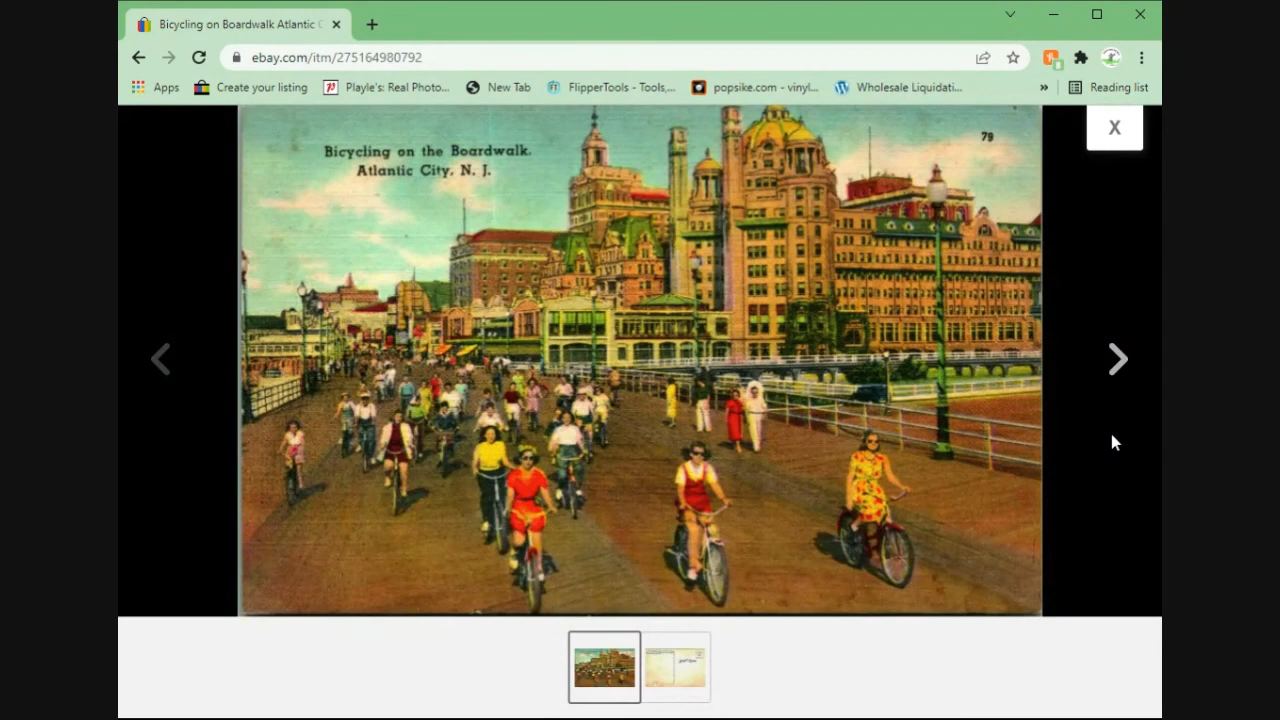 Bicycling on Boardwalk Atlantic C
ebay.com/itm/275164980792
Apps
Create your listing
Playle's: Real Photo...
New Tab
FlipperTools - Tools,...
popsike.com - vinyl...
Wholesale Liquidati...
»
Reading list
X
Bicycling on the Boardwalk.
Atlantic City, N. J.
79